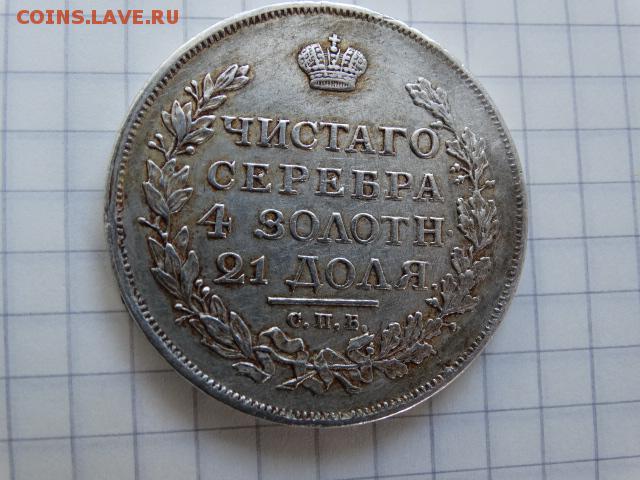 COINS.LAVE.RU
ЧИСТАГО
СЕРЕБРА
4 ЗОЛОТН.
21 ДОЛЯ.
С.П.Б.